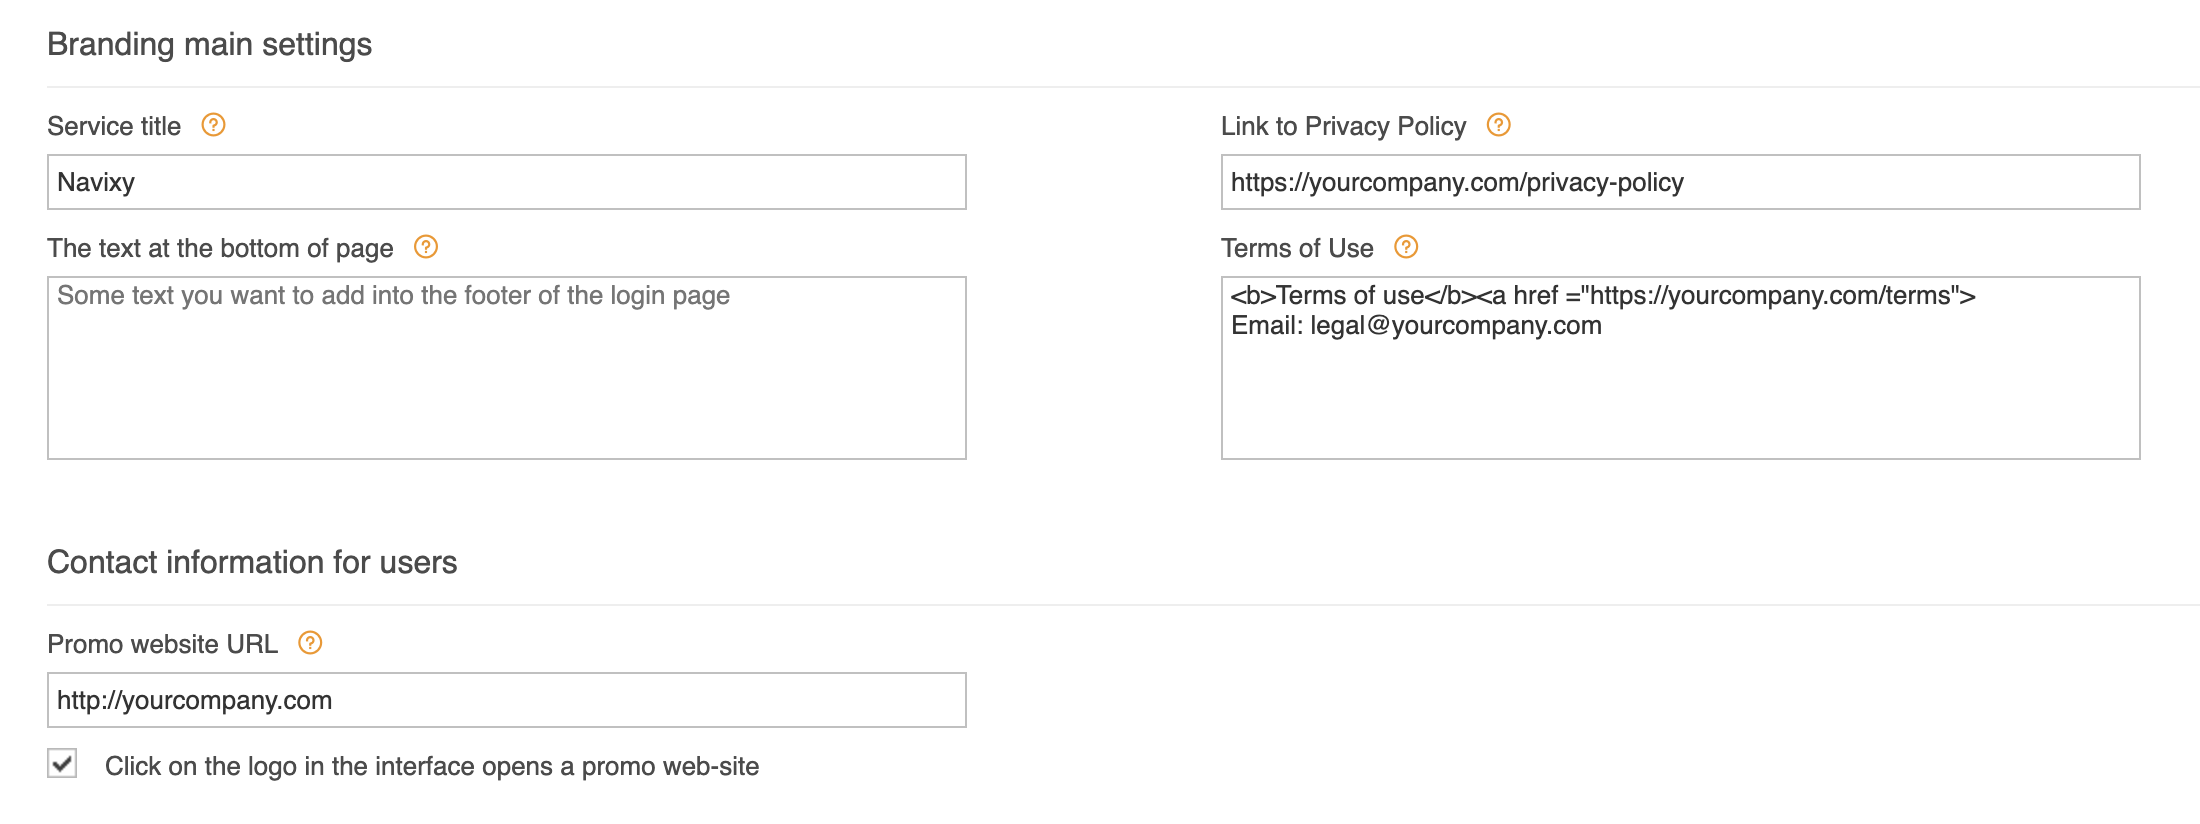 Branding main settings
Service title ?
Navixy
The text at the bottom of page ?
Some text you want to add into the footer of the login page
Link to Privacy Policy ?
https://yourcompany.com/privacy-policy
Terms of Use ?
<b>Terms of use</b><a href ="https://yourcompany.com/terms">
Email: legal@yourcompany.com
Contact information for users
Promo website URL ?
http://yourcompany.com
Click on the logo in the interface opens a promo web-site